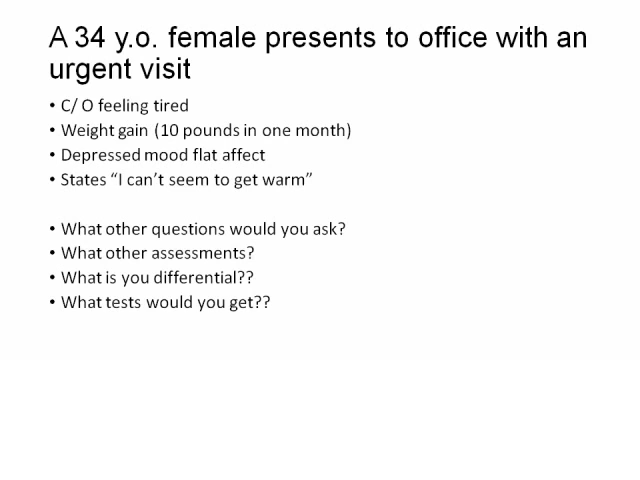 A 34 y.o. female presents to office with an
urgent visit
• C/ O feeling tired
• Weight gain (10 pounds in one month)
• Depressed mood flat affect
• States “I can’t seem to get warm”
• What other questions would you ask?
• What other assessments?
• What is you differential??
• What tests would you get??